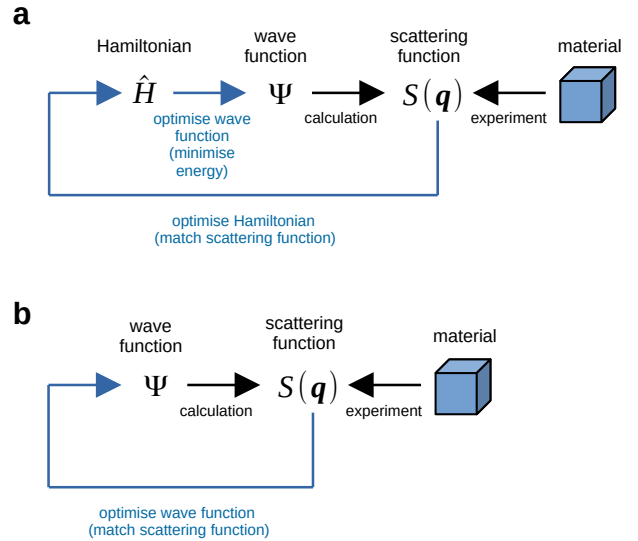 a
Hamiltonian
wave
function
scattering
function
material
Ĥ
Ψ
S(q)
optimise wave
function
(minimise
energy)
calculation
experiment
optimise Hamiltonian
(match scattering function)
b
wave
function
scattering
function
material
Ψ
S(q)
calculation
experiment
optimise wave function
(match scattering function)